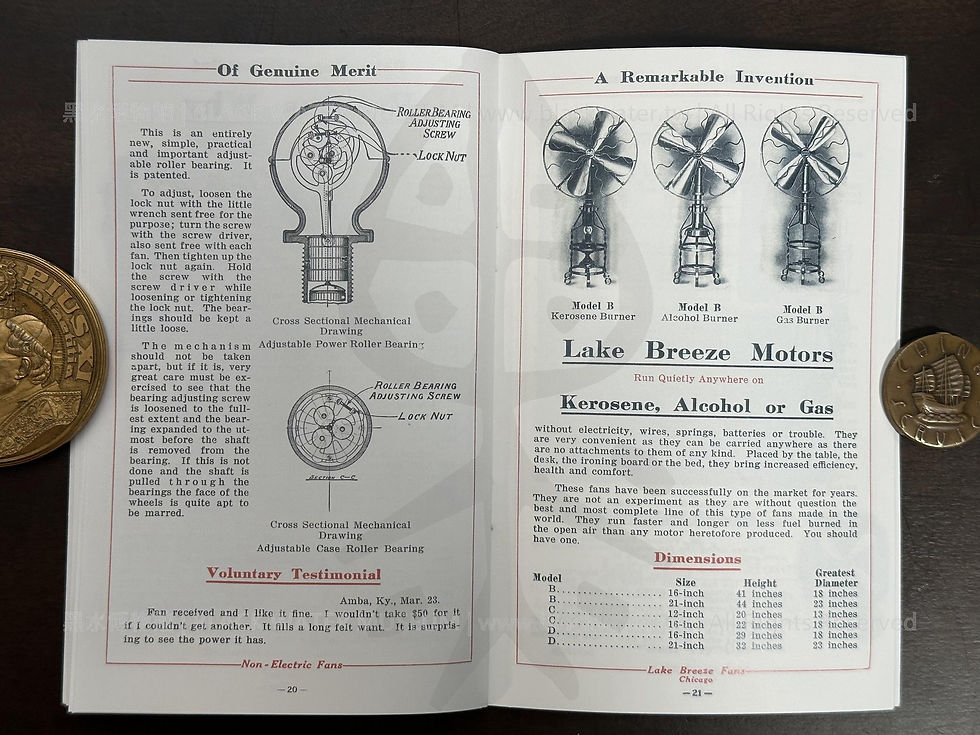 Of Genuine Merit
This is an entirely
new, simple, practical
and important adjust-
able roller bearing. It
is patented.
To adjust, loosen the
lock nut with the little
wrench sent free for the
purpose; turn the screw
with the screw driver,
also sent free with each
fan. Then tighten up the
lock nut again. Hold
the screw with the
screw driver while
loosening or tightening
the lock nut. The bear-
ings should be kept a
little loose.
The mechanism
should not be taken
apart, but if it is, very
great care must be ex-
ercised to see that the
bearing adjusting screw
is loosened to the full-
est extent and the bear-
ing expanded to the ut-
most before the shaft
is removed from the
bearing. If this is not
done and the shaft is
pulled through the
bearings the face of the
wheels is quite apt to
be marred.
ROLLER BEARING
ADJUSTING
SCREW
LOCK NUT
Cross Sectional Mechanical
Drawing
Adjustable Power Roller Bearing
ROLLER BEARING
ADJUSTING SCREW
LOCK NUT
SECTION C-C
Cross Sectional Mechanical
Drawing
Adjustable Case Roller Bearing
Voluntary Testimonial
Amba, Ky., Mar. 23.
Fan received and I like it fine. I wouldn't take $50 for it
if I couldn't get another. It fills a long felt want. It is surpris-
ing to see the power it has.
Non-Electric Fans
—20—
A Remarkable Invention
Model B
Kerosene Burner
Model B
Alcohol Burner
Model B
Gas Burner
Lake Breeze Motors
Run Quietly Anywhere on
Kerosene, Alcohol or Gas
without electricity, wires, springs, batteries or trouble. They
are very convenient as they can be carried anywhere as there
are no attachments to them of any kind. Placed by the table, the
desk, the ironing board or the bed, they bring increased efficiency,
health and comfort.
These fans have been successfully on the market for years.
They are not an experiment as they are without question the
best and most complete line of this type of fans made in the
world. They run faster and longer on less fuel burned in
the open air than any motor heretofore produced. You should
have one.
Dimensions
Model Size Height Greatest Diameter
B 16-inch 41 inches 18 inches
B 21-inch 44 inches 23 inches
C 12-inch 20 inches 13 inches
C 16-inch 22 inches 18 inches
D 16-inch 29 inches 18 inches
D 21-inch 32 inches 23 inches
Lake Breeze Fans
Chicago
—21—
PIUS XI
All Rights Reserved